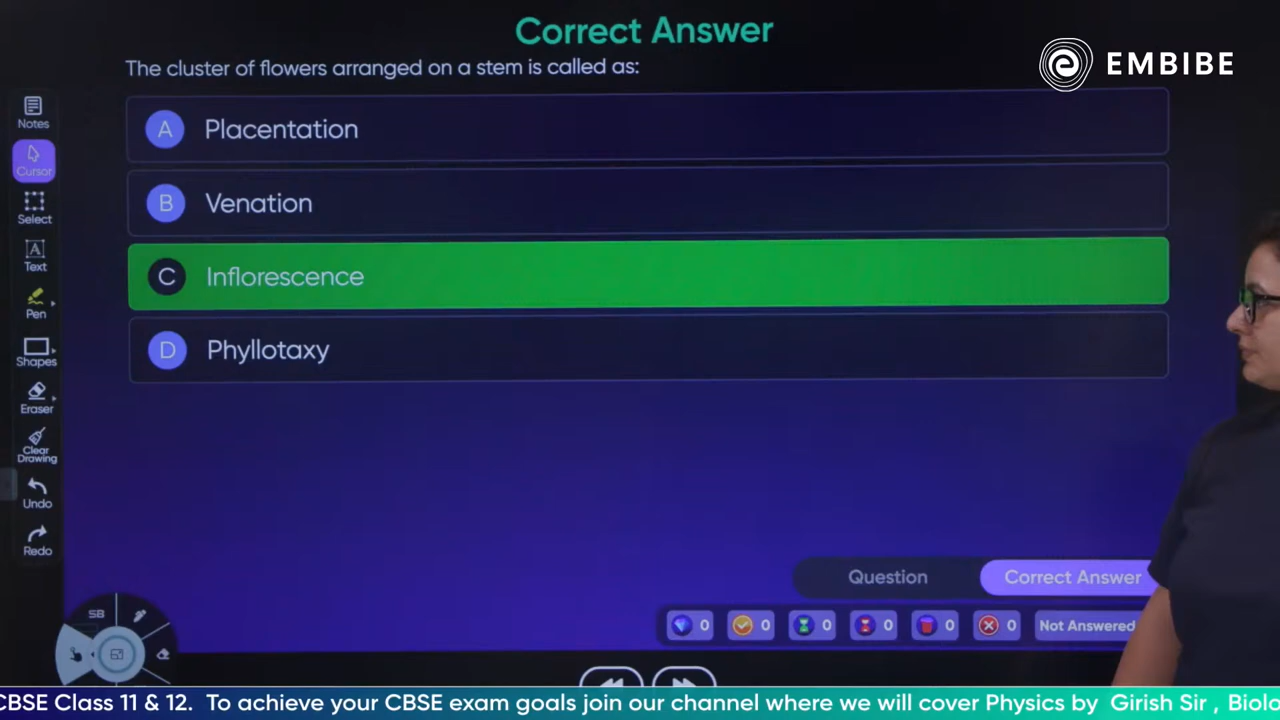 Correct Answer
EMBIBE
The cluster of flowers arranged on a stem is called as:
A Placentation
B Venation
C Inflorescence
D Phyllotaxy
Notes
Cursor
Select
Text
Pen
Shapes
Eraser
Clear
Drawing
Undo
Redo
SB
Question Correct Answer
0 0 0 0 0 0 Not Answered
CBSE Class 11 & 12. To achieve your CBSE exam goals join our channel where we will cover Physics by Girish Sir , Biolo